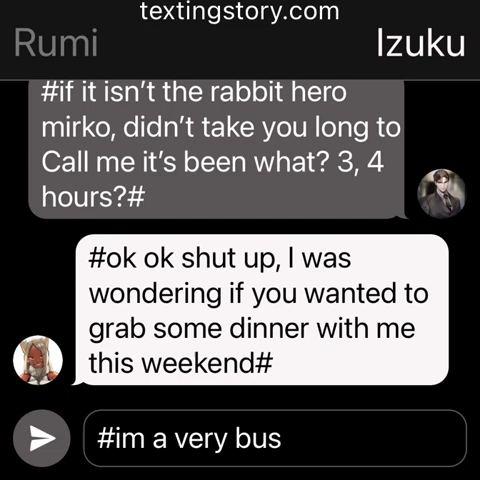 textingstory.com
Rumi
Izuku
#if it isn’t the rabbit hero
mirko, didn’t take you long to
Call me it’s been what? 3, 4
hours?#
#ok ok shut up, I was
wondering if you wanted to
grab some dinner with me
this weekend#
#im a very bus